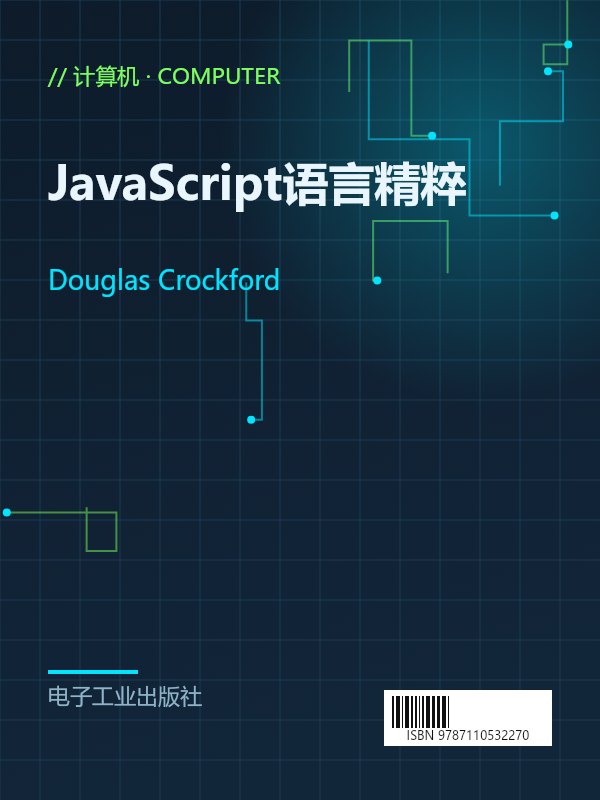 // 计算机 · COMPUTER
JavaScript语言精粹
Douglas Crockford
电子工业出版社
ISBN 9787110532270